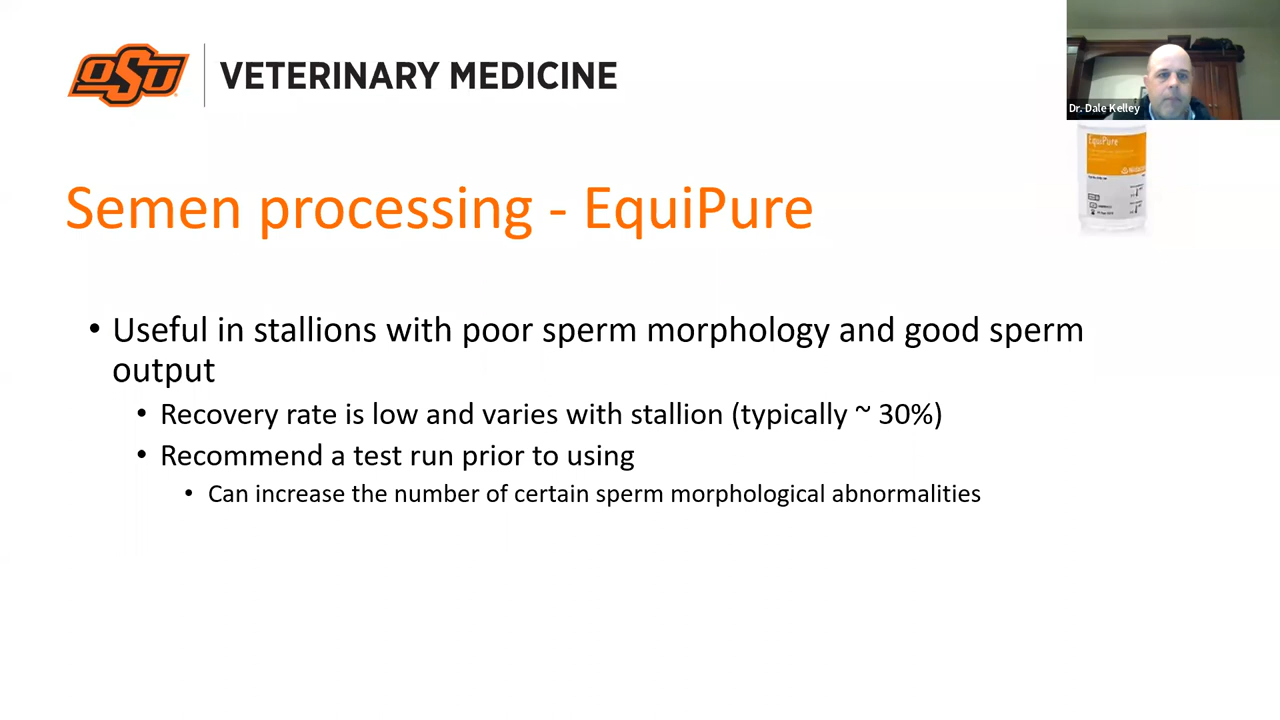 OSU
VETERINARY MEDICINE
Dr. Dale Kelley
EquiPure
Semen processing - EquiPure
• Useful in stallions with poor sperm morphology and good sperm
output
• Recovery rate is low and varies with stallion (typically ~ 30%)
• Recommend a test run prior to using
• Can increase the number of certain sperm morphological abnormalities